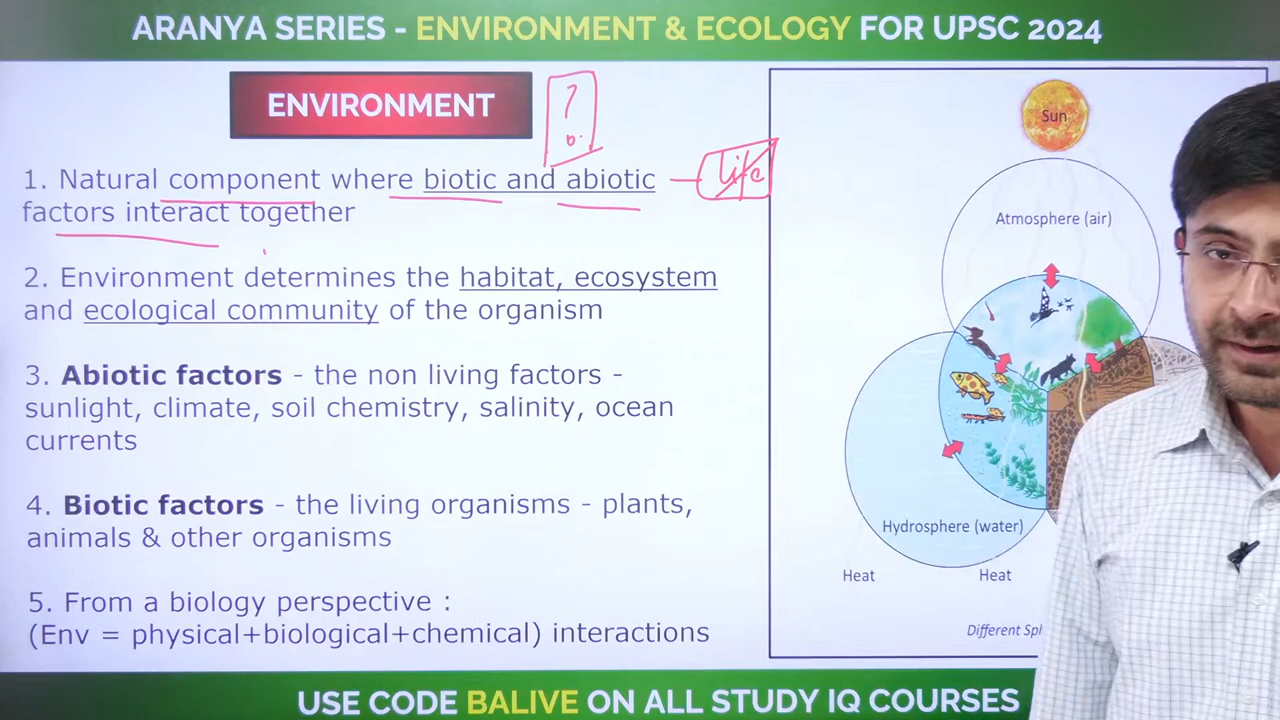 ARANYA SERIES - ENVIRONMENT & ECOLOGY FOR UPSC 2024
ENVIRONMENT
?
1. Natural component where biotic and abiotic
factors interact together
life
2. Environment determines the habitat, ecosystem
and ecological community of the organism
3. Abiotic factors - the non living factors -
sunlight, climate, soil chemistry, salinity, ocean
currents
4. Biotic factors - the living organisms - plants,
animals & other organisms
5. From a biology perspective :
(Env = physical+biological+chemical) interactions
Sun
Atmosphere (air)
Hydrosphere (water)
Heat
Heat
Different
USE CODE BALIVE ON ALL STUDY IQ COURSES